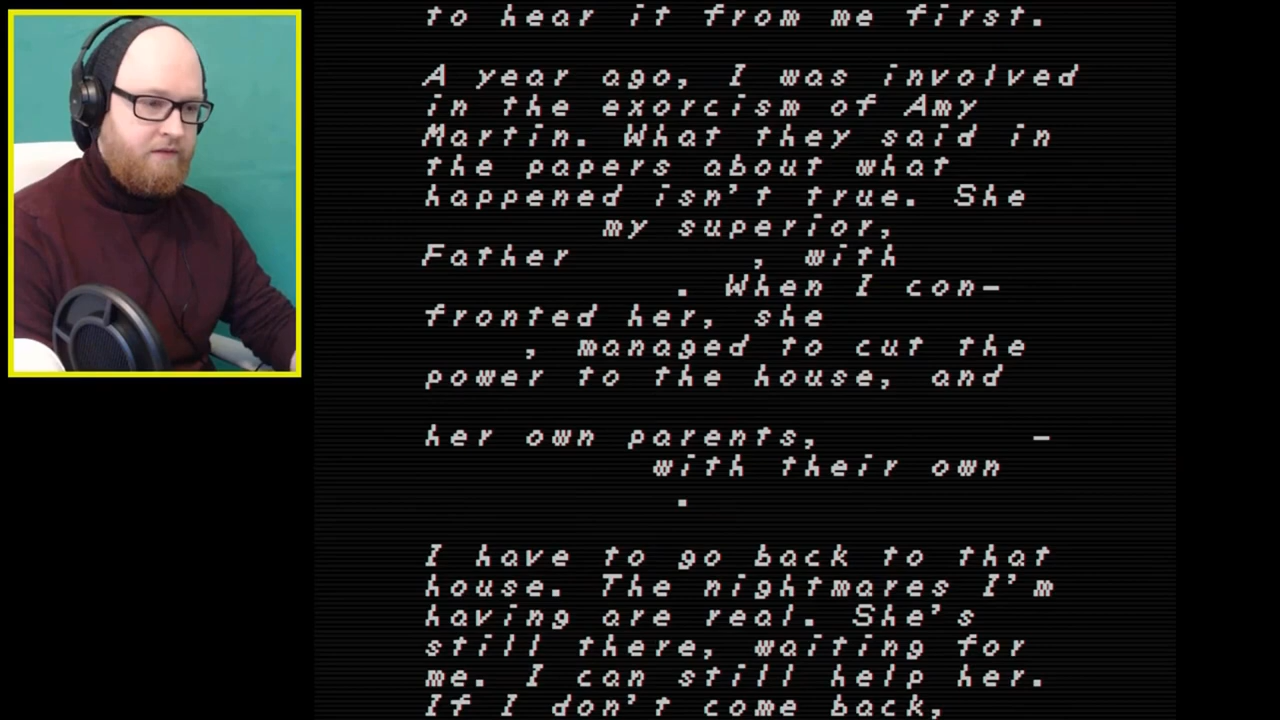 to hear it from me first.
A year ago, I was involved
in the exorcism of Amy
Martin. What they said in
the papers about what
happened isn't true. She
my superior,
Father , with
. When I con-
fronted her, she
, managed to cut the
power to the house, and
her own parents, -
with their own
.
I have to go back to that
house. The nightmares I'm
having are real. She's
still there, waiting for
me. I can still help her.
If I don't come back,